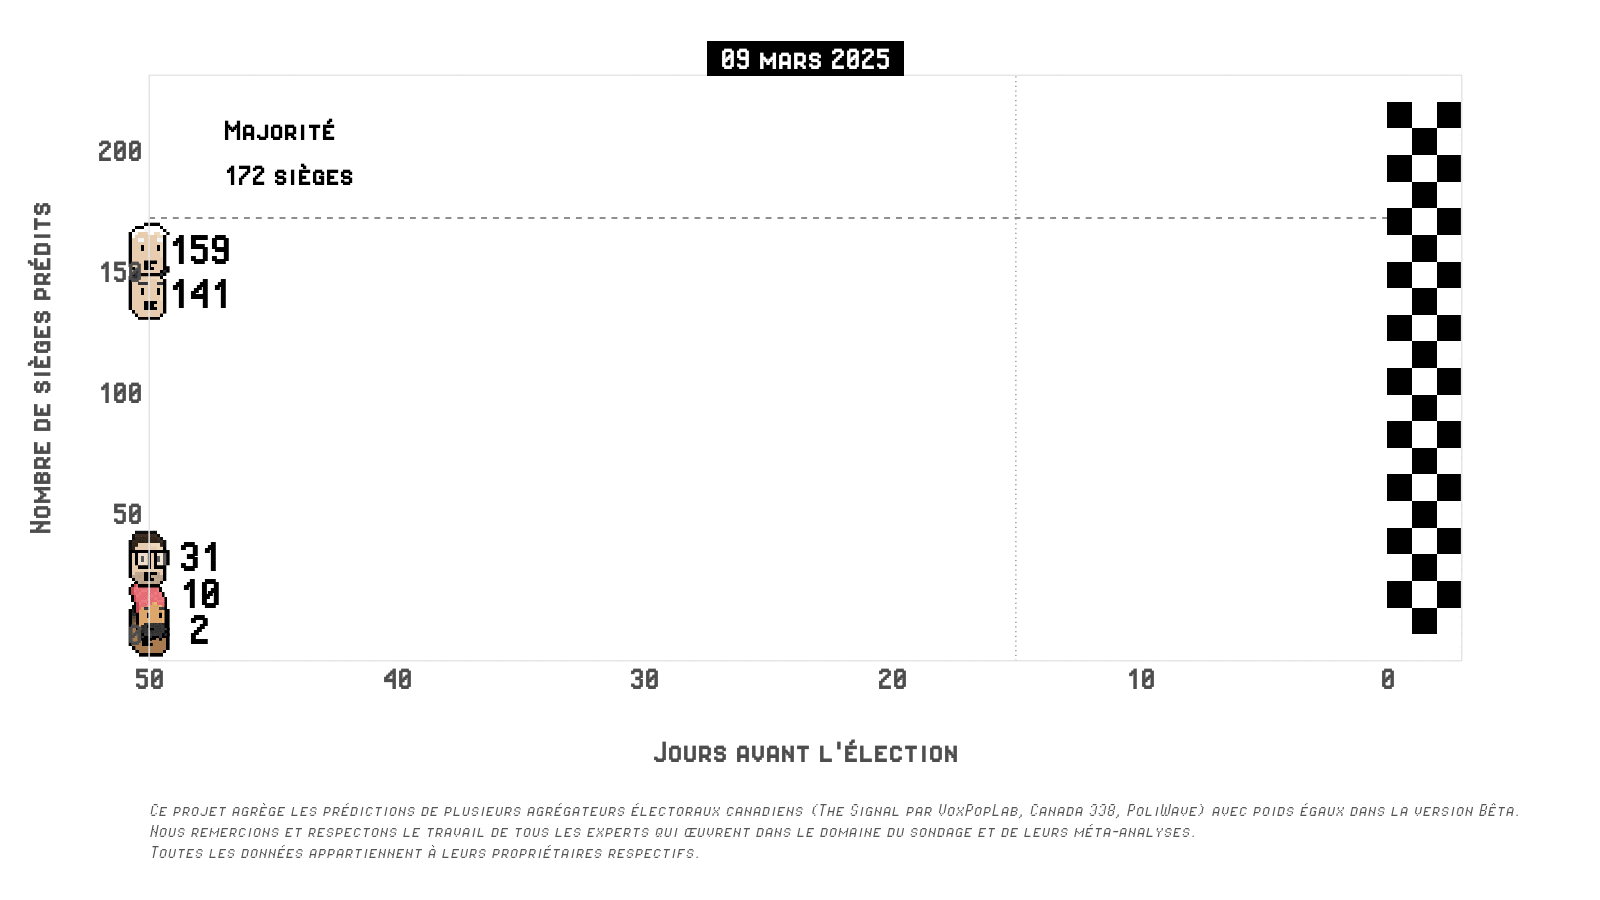 09 mars 2025
Majorité
172 sièges
Nombre de sièges prédits
200
150
100
50
159
141
31
10
2
50 40 30 20 10 0
Jours avant l'élection
Ce projet agrège les prédictions de plusieurs agrégateurs électoraux canadiens (The Signal par VoxPopLab, Canada 338, PoliWave) avec poids égaux dans la version Bêta.
Nous remercions et respectons le travail de tous les experts qui œuvrent dans le domaine du sondage et de leurs méta-analyses.
Toutes les données appartiennent à leurs propriétaires respectifs.